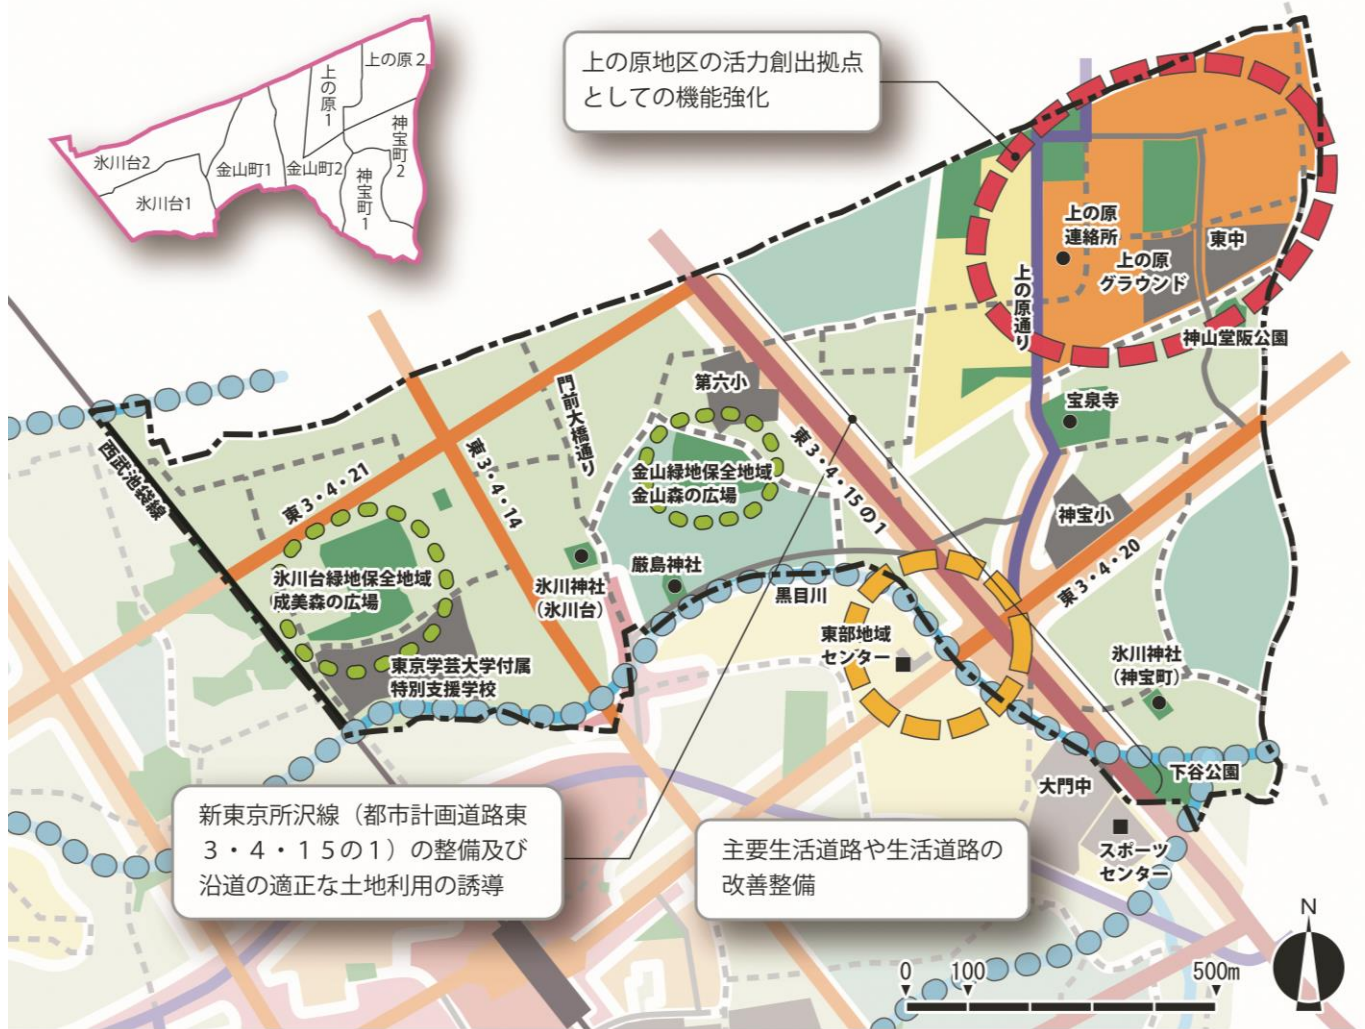 上の原2
上の原1
神宝町2
氷川台2
金山町1
金山町2
神宝町1
氷川台1
上の原地区の活力創出拠点
としての機能強化
上の原
連絡所
東中
上の原
グラウンド
上の原通り
神山堂阪公園
第六小
門前大橋通り
宝泉寺
西武池袋線
東3・4・21
東3・4・14
金山緑地保全地域
金山森の広場
東3・4・15の1
神宝小
東3・4・20
氷川台緑地保全地域
成美森の広場
氷川神社
（氷川台）
厳島神社
黒目川
東部地域
センター
氷川神社
（神宝町）
東京学芸大学付属
特別支援学校
下谷公園
大門中
スポーツ
センター
新東京所沢線（都市計画道路東
３・４・１５の1）の整備及び
沿道の適正な土地利用の誘導
主要生活道路や生活道路の
改善整備
N
0 100 500m